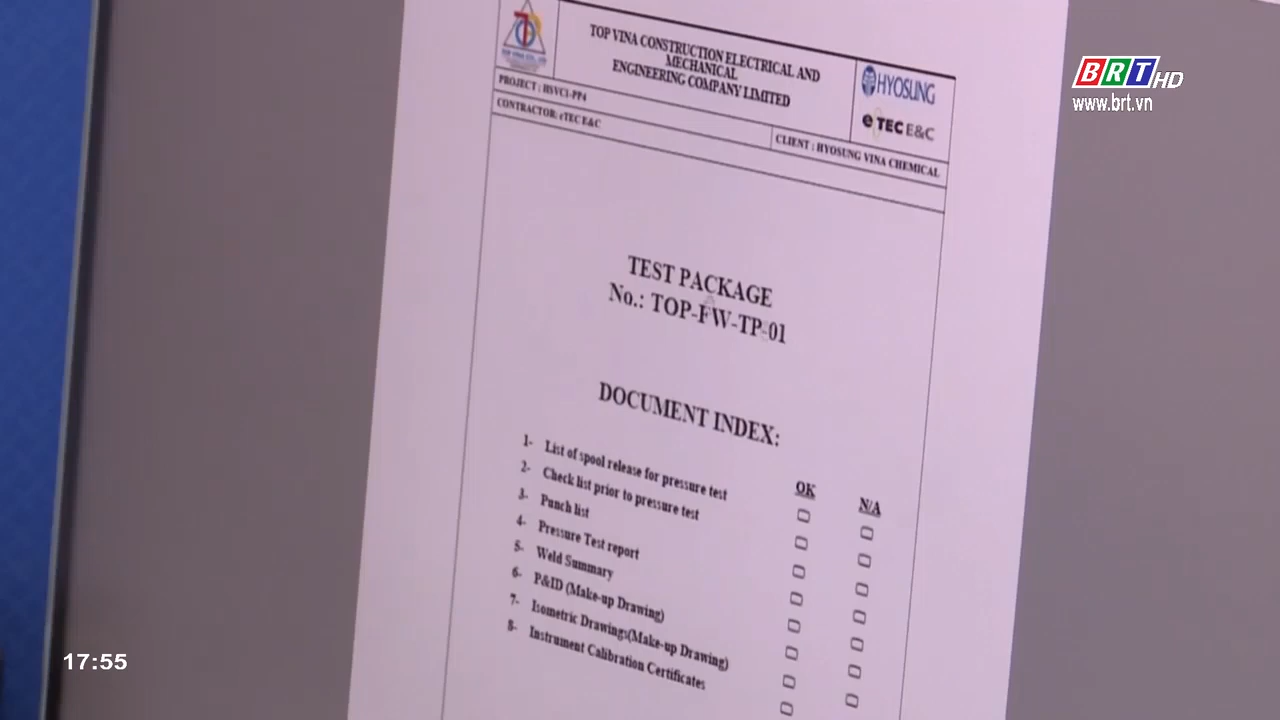 TOP VINA CONSTRUCTION ELECTRICAL AND
MECHANICAL
ENGINEERING COMPANY LIMITED
HYOSUNG
eTEC E&C
BRT HD
www.brt.vn
PROJECT : HSVC1-PP4
CONTRACTOR: eTEC E&C
CLIENT : HYOSUNG VINA CHEMICAL
TEST PACKAGE
No.: TOP-FW-TP-01
DOCUMENT INDEX:
OK N/A
1- List of spool release for pressure test
2- Check list prior to pressure test
3- Punch list
4- Pressure Test report
5- Weld Summary
6- P&ID (Make-up Drawing)
7- Isometric Drawings(Make-up Drawing)
8- Instrument Calibration Certificates
17:55